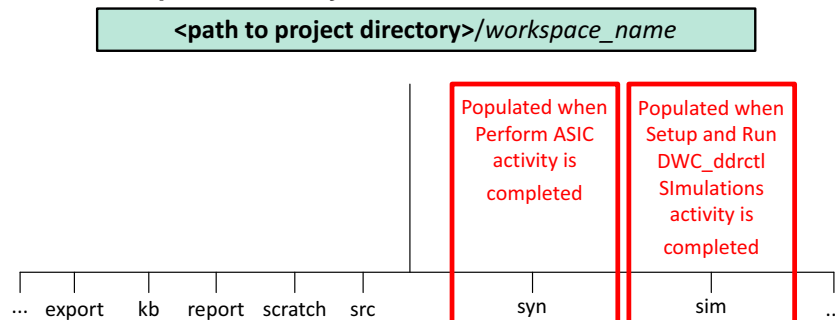 <path to project directory>/workspace_name
Populated when
Perform ASIC
activity is
completed
Populated when
Setup and Run
DWC_ddrctl
SImulations
activity is
completed
... export kb report scratch src syn sim ..